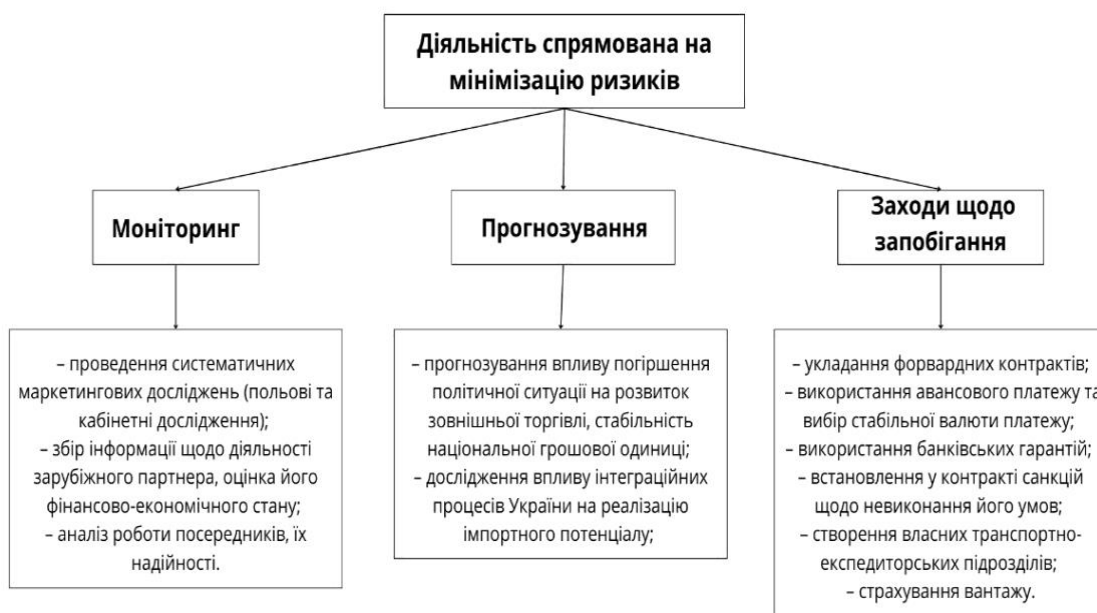 Діяльність спрямована на
мінімізацію ризиків
Моніторинг
Прогнозування
Заходи щодо
запобігання
– проведення систематичних
маркетингових досліджень (польові та
кабінетні дослідження);
– збір інформації щодо діяльності
зарубіжного партнера, оцінка його
фінансово-економічного стану;
– аналіз роботи посередників, їх
надійності.
– прогнозування впливу погіршення
політичної ситуації на розвиток
зовнішньої торгівлі, стабільність
національної грошової одиниці;
– дослідження впливу інтеграційних
процесів України на реалізацію
імпортного потенціалу;
– укладання форвардних контрактів;
– використання авансового платежу та
вибір стабільної валюти платежу;
– використання банківських гарантій;
– встановлення у контракті санкцій
щодо невиконання його умов;
– створення власних транспортно-
експедиторських підрозділів;
– страхування вантажу.